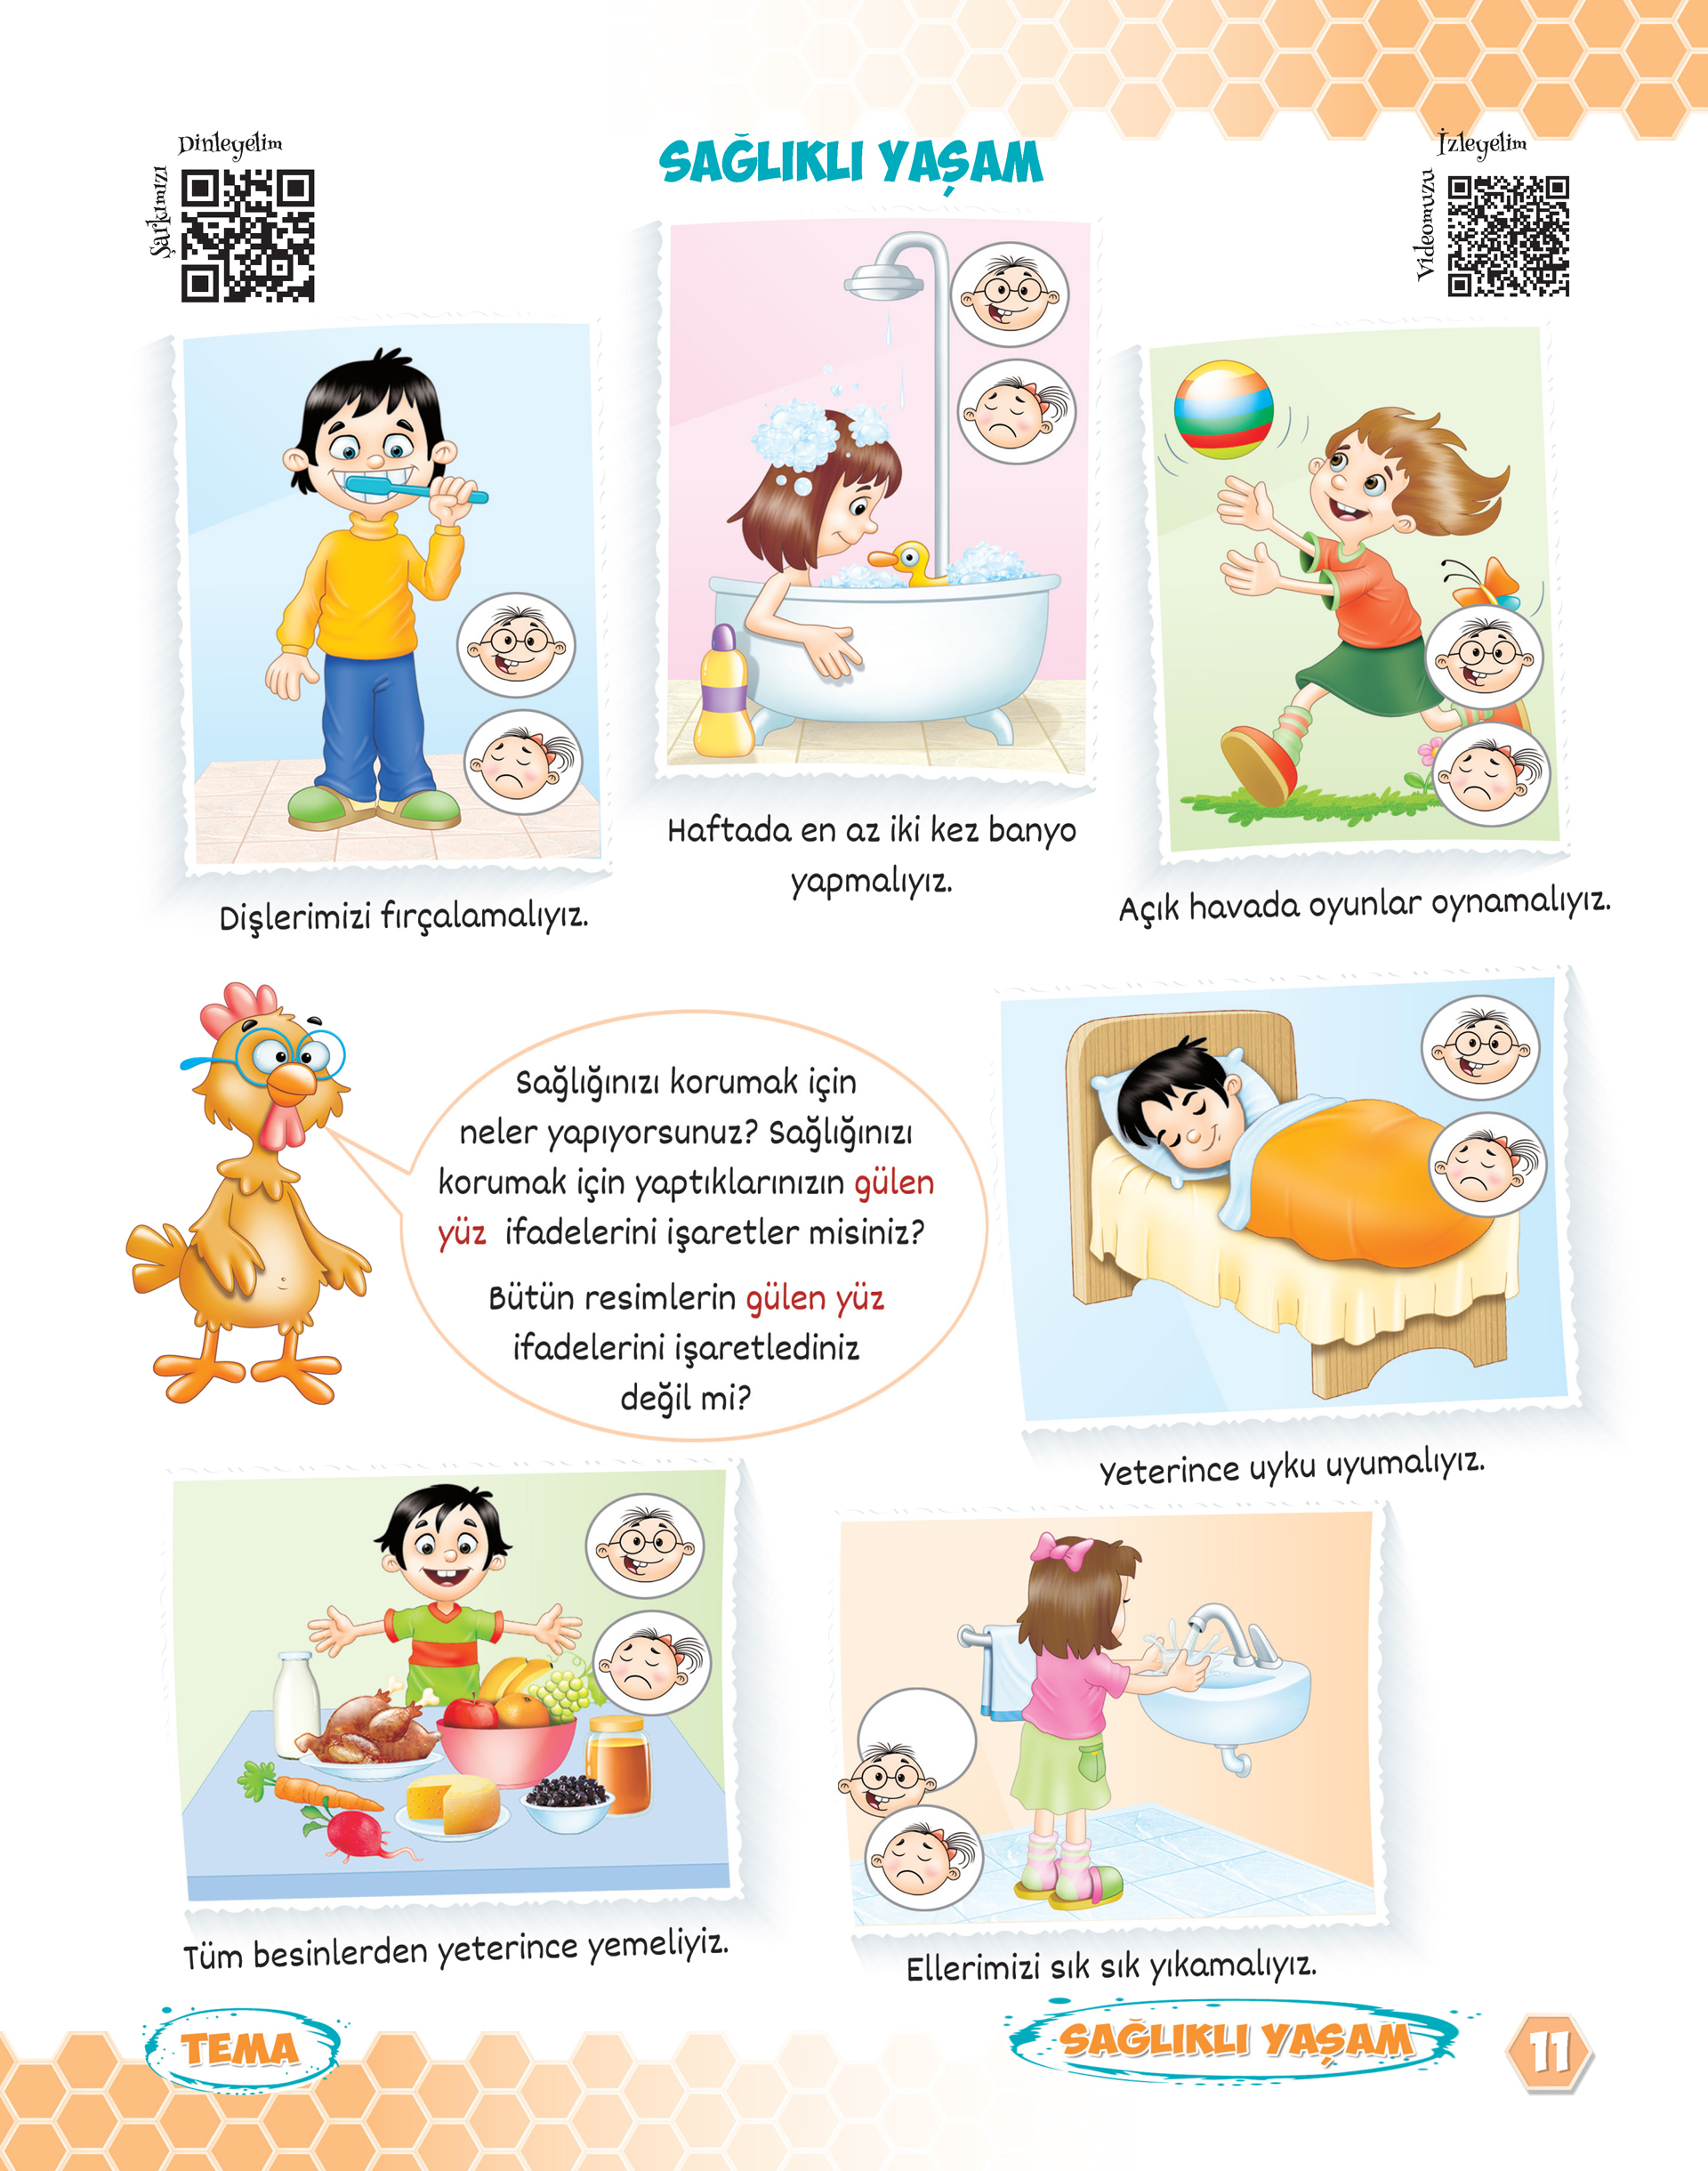 Dinleyelim
Şarkımızı
SAĞLIKLI YAŞAM
İzleyelim
Videomuzu
Dişlerimizi fırçalamalıyız.
Haftada en az iki kez banyo
yapmalıyız.
Açık havada oyunlar oynamalıyız.
Sağlığınızı korumak için
neler yapıyorsunuz? Sağlığınızı
korumak için yaptıklarınızın gülen
yüz ifadelerini işaretler misiniz?
Bütün resimlerin gülen yüz
ifadelerini işaretlediniz
değil mi?
Yeterince uyku uyumalıyız.
Tüm besinlerden yeterince yemeliyiz.
Ellerimizi sık sık yıkamalıyız.
TEMA
SAĞLIKLI YAŞAM
11